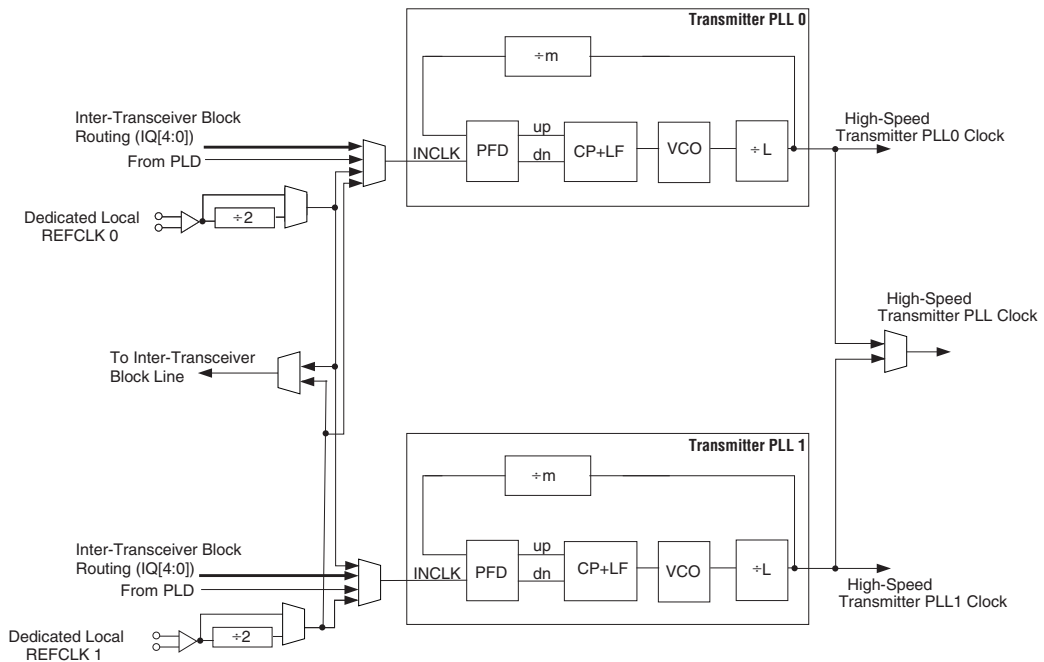 Transmitter PLL 0
÷m
Inter-Transceiver Block
Routing (IQ[4:0])
From PLD
INCLK
PFD
up
dn
CP+LF
VCO
÷L
High-Speed
Transmitter PLL0 Clock
Dedicated Local
REFCLK 0
÷2
High-Speed
Transmitter PLL Clock
To Inter-Transceiver
Block Line
Transmitter PLL 1
÷m
Inter-Transceiver Block
Routing (IQ[4:0])
From PLD
INCLK
PFD
up
dn
CP+LF
VCO
÷L
High-Speed
Transmitter PLL1 Clock
Dedicated Local
REFCLK 1
÷2